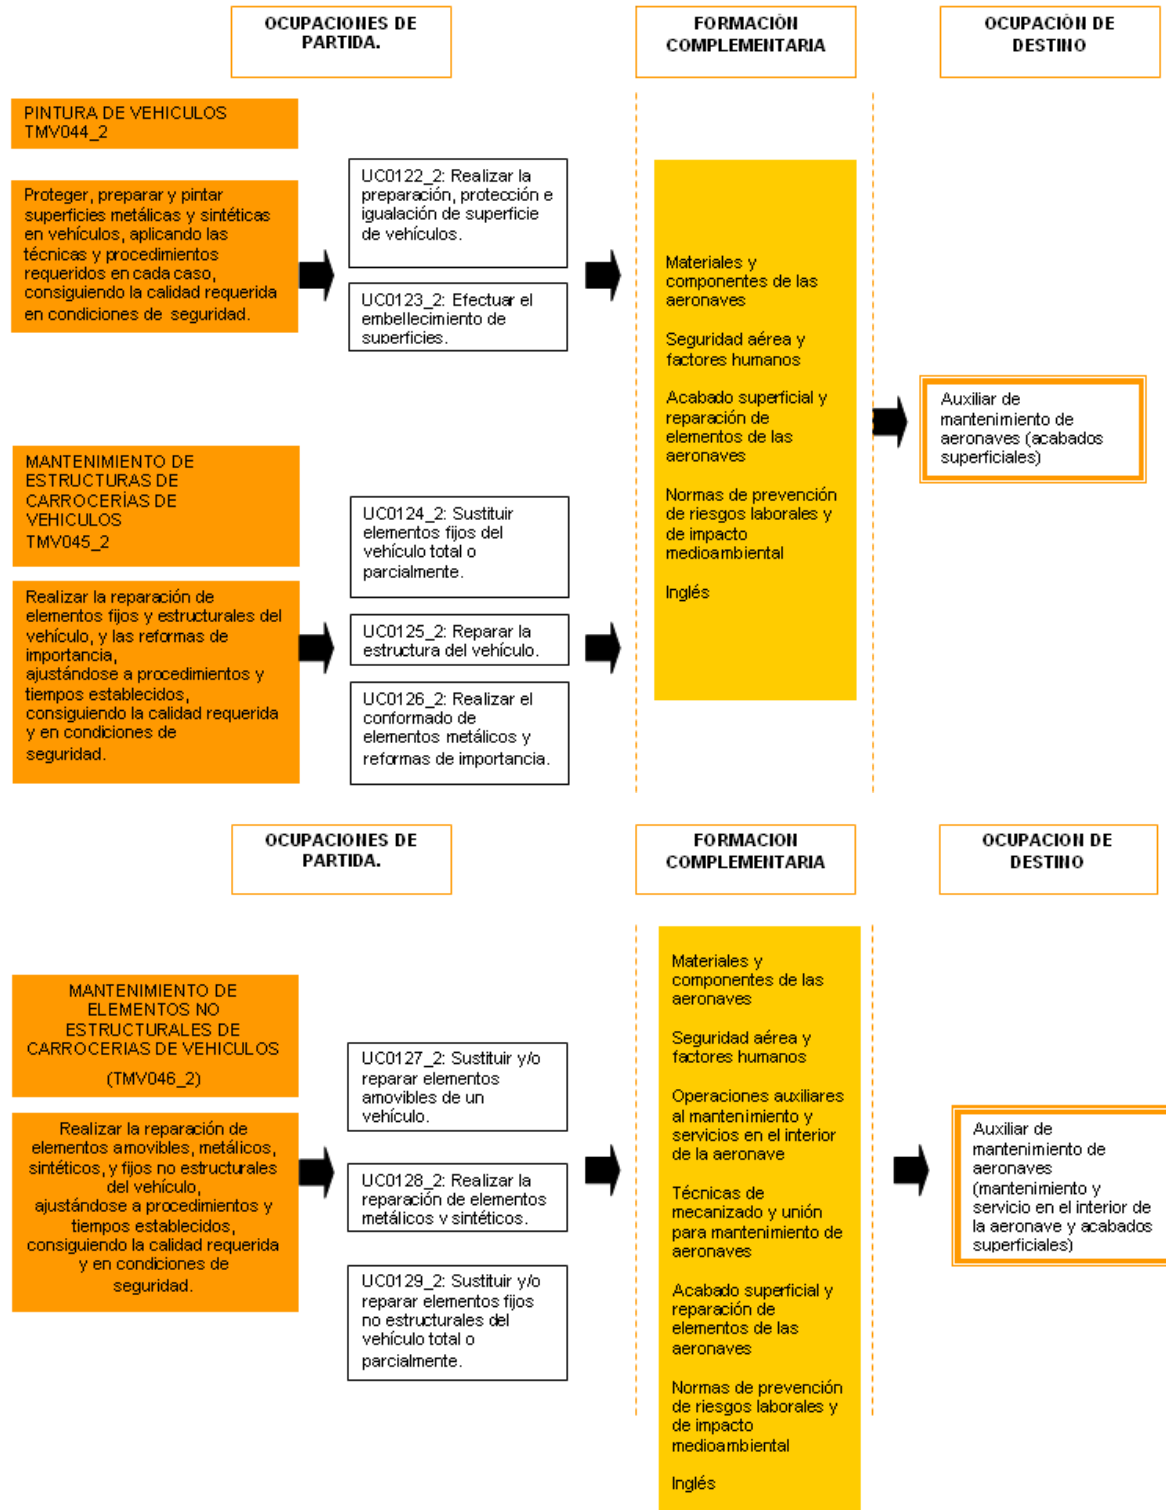 OCUPACIONES DE
PARTIDA.
FORMACIÓN
COMPLEMENTARIA
OCUPACIÓN DE
DESTINO
PINTURA DE VEHICULOS
TMV044_2
Proteger, preparar y pintar
superficies metálicas y sintéticas
en vehículos, aplicando las
técnicas y procedimientos
requeridos en cada caso,
consiguiendo la calidad requerida
en condiciones de seguridad.
UC0122_2: Realizar la
preparación, protección e
igualación de superficie
de vehículos.
UC0123_2: Efectuar el
embellecimiento de
superficies.
MANTENIMIENTO DE
ESTRUCTURAS DE
CARROCERÍAS DE
VEHICULOS
TMV045_2
Realizar la reparación de
elementos fijos y estructurales del
vehículo, y las reformas de
importancia,
ajustándose a procedimientos y
tiempos establecidos,
consiguiendo la calidad requerida
y en condiciones de
seguridad.
UC0124_2: Sustituir
elementos fijos del
vehículo total o
parcialmente.
UC0125_2: Reparar la
estructura del vehículo.
UC0126_2: Realizar el
conformado de
elementos metálicos y
reformas de importancia.
Materiales y
componentes de las
aeronaves
Seguridad aérea y
factores humanos
Acabado superficial y
reparación de
elementos de las
aeronaves
Normas de prevención
de riesgos laborales y
de impacto
medioambiental
Inglés
Auxiliar de
mantenimiento de
aeronaves (acabados
superficiales)
OCUPACIONES DE
PARTIDA.
FORMACION
COMPLEMENTARIA
OCUPACION DE
DESTINO
MANTENIMIENTO DE
ELEMENTOS NO
ESTRUCTURALES DE
CARROCERIAS DE VEHICULOS
(TMV046_2)
Realizar la reparación de
elementos amovibles, metálicos,
sintéticos, y fijos no estructurales
del vehículo,
ajustándose a procedimientos y
tiempos establecidos,
consiguiendo la calidad requerida
y en condiciones de
seguridad.
UC0127_2: Sustituir y/o
reparar elementos
amovibles de un
vehículo.
UC0128_2: Realizar la
reparación de elementos
metálicos y sintéticos.
UC0129_2: Sustituir y/o
reparar elementos fijos
no estructurales del
vehículo total o
parcialmente.
Materiales y
componentes de las
aeronaves
Seguridad aérea y
factores humanos
Operaciones auxiliares
al mantenimiento y
servicios en el interior
de la aeronave
Técnicas de
mecanizado y unión
para mantenimiento de
aeronaves
Acabado superficial y
reparación de
elementos de las
aeronaves
Normas de prevención
de riesgos laborales y
de impacto
medioambiental
Inglés
Auxiliar de
mantenimiento de
aeronaves
(mantenimiento y
servicio en el interior de
la aeronave y acabados
superficiales)